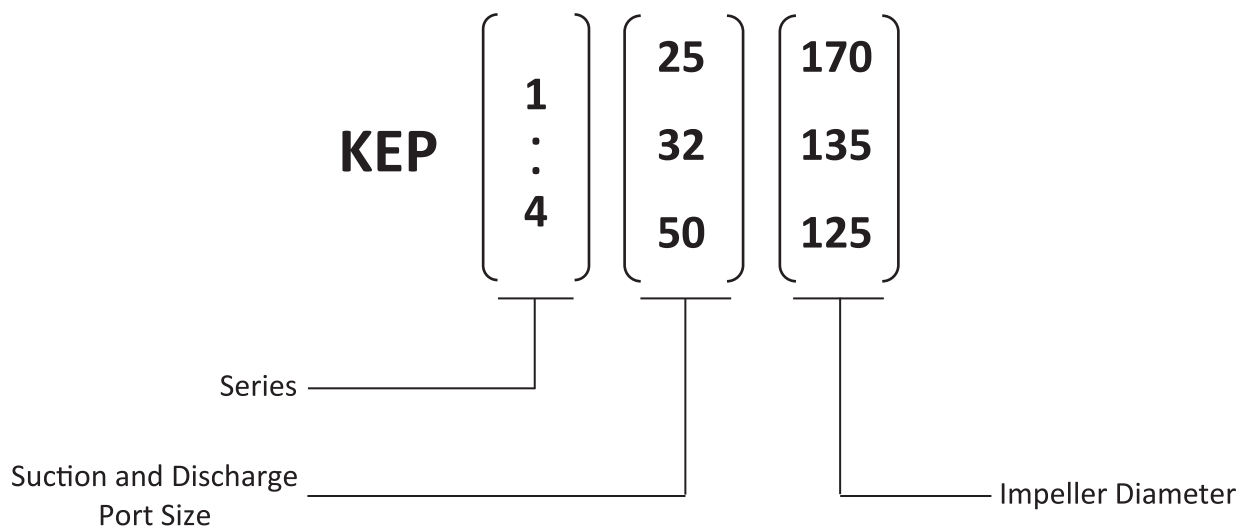 25 170
1
KEP : 32 135
4
50 125
Series
Suction and Discharge
Port Size
Impeller Diameter